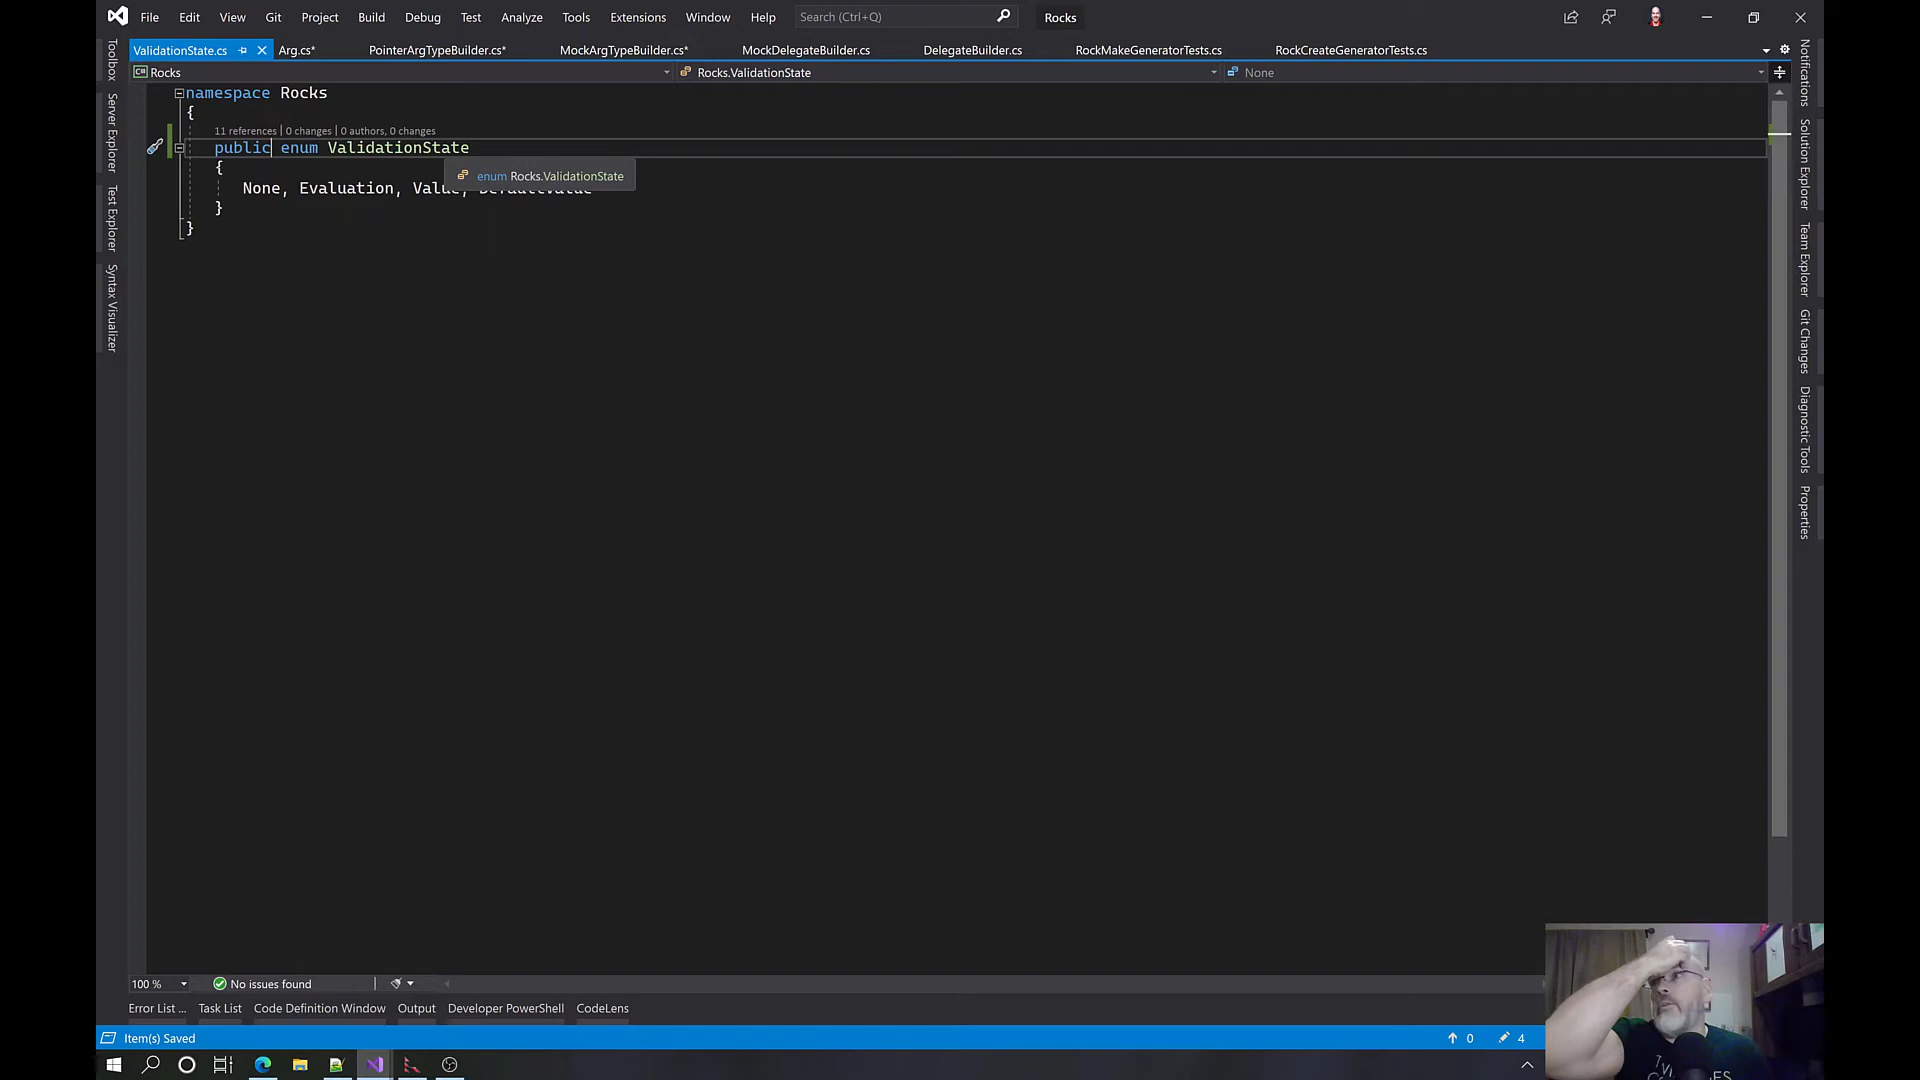 File Edit View Git Project Build Debug Test Analyze Tools Extensions Window Help Search (Ctrl+Q) Rocks
ValidationState.cs Arg.cs* PointerArgTypeBuilder.cs* MockArgTypeBuilder.cs* MockDelegateBuilder.cs DelegateBuilder.cs RockMakeGeneratorTests.cs RockCreateGeneratorTests.cs
C# Rocks Rocks.ValidationState None
Toolbox
Server Explorer
Test Explorer
Syntax Visualizer
namespace Rocks
{
11 references | 0 changes | 0 authors, 0 changes
public enum ValidationState
{
enum Rocks.ValidationState
None, Evaluation, Value, DefaultValue
}
}
Notifications
Solution Explorer
Team Explorer
Git Changes
Diagnostic Tools
Properties
100 % No issues found
Error List ... Task List Code Definition Window Output Developer PowerShell CodeLens
Item(s) Saved 0 4